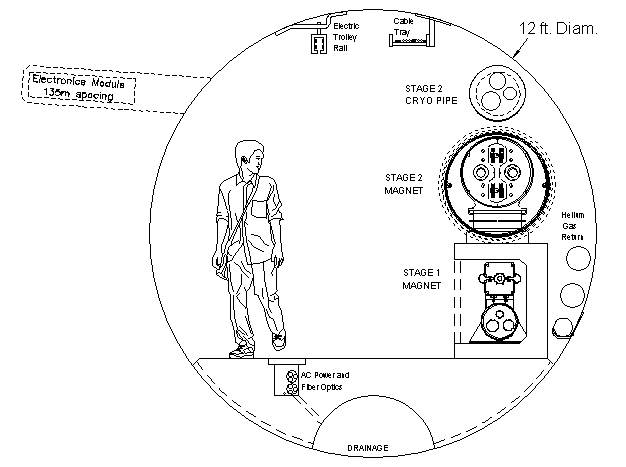 Electric
Trolley
Rail
Cable
Tray
12 ft. Diam.
Electronics Module
135m spacing
STAGE 2
CRYO PIPE
STAGE 2
MAGNET
Helium
Gas
Return
STAGE 1
MAGNET
AC Power and
Fiber Optics
DRAINAGE